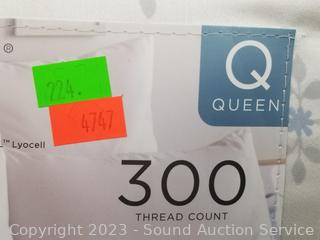 ®
Q
QUEEN
224.
4747
™ Lyocell
300
THREAD COUNT
Copyright 2023 - Sound Auction Service